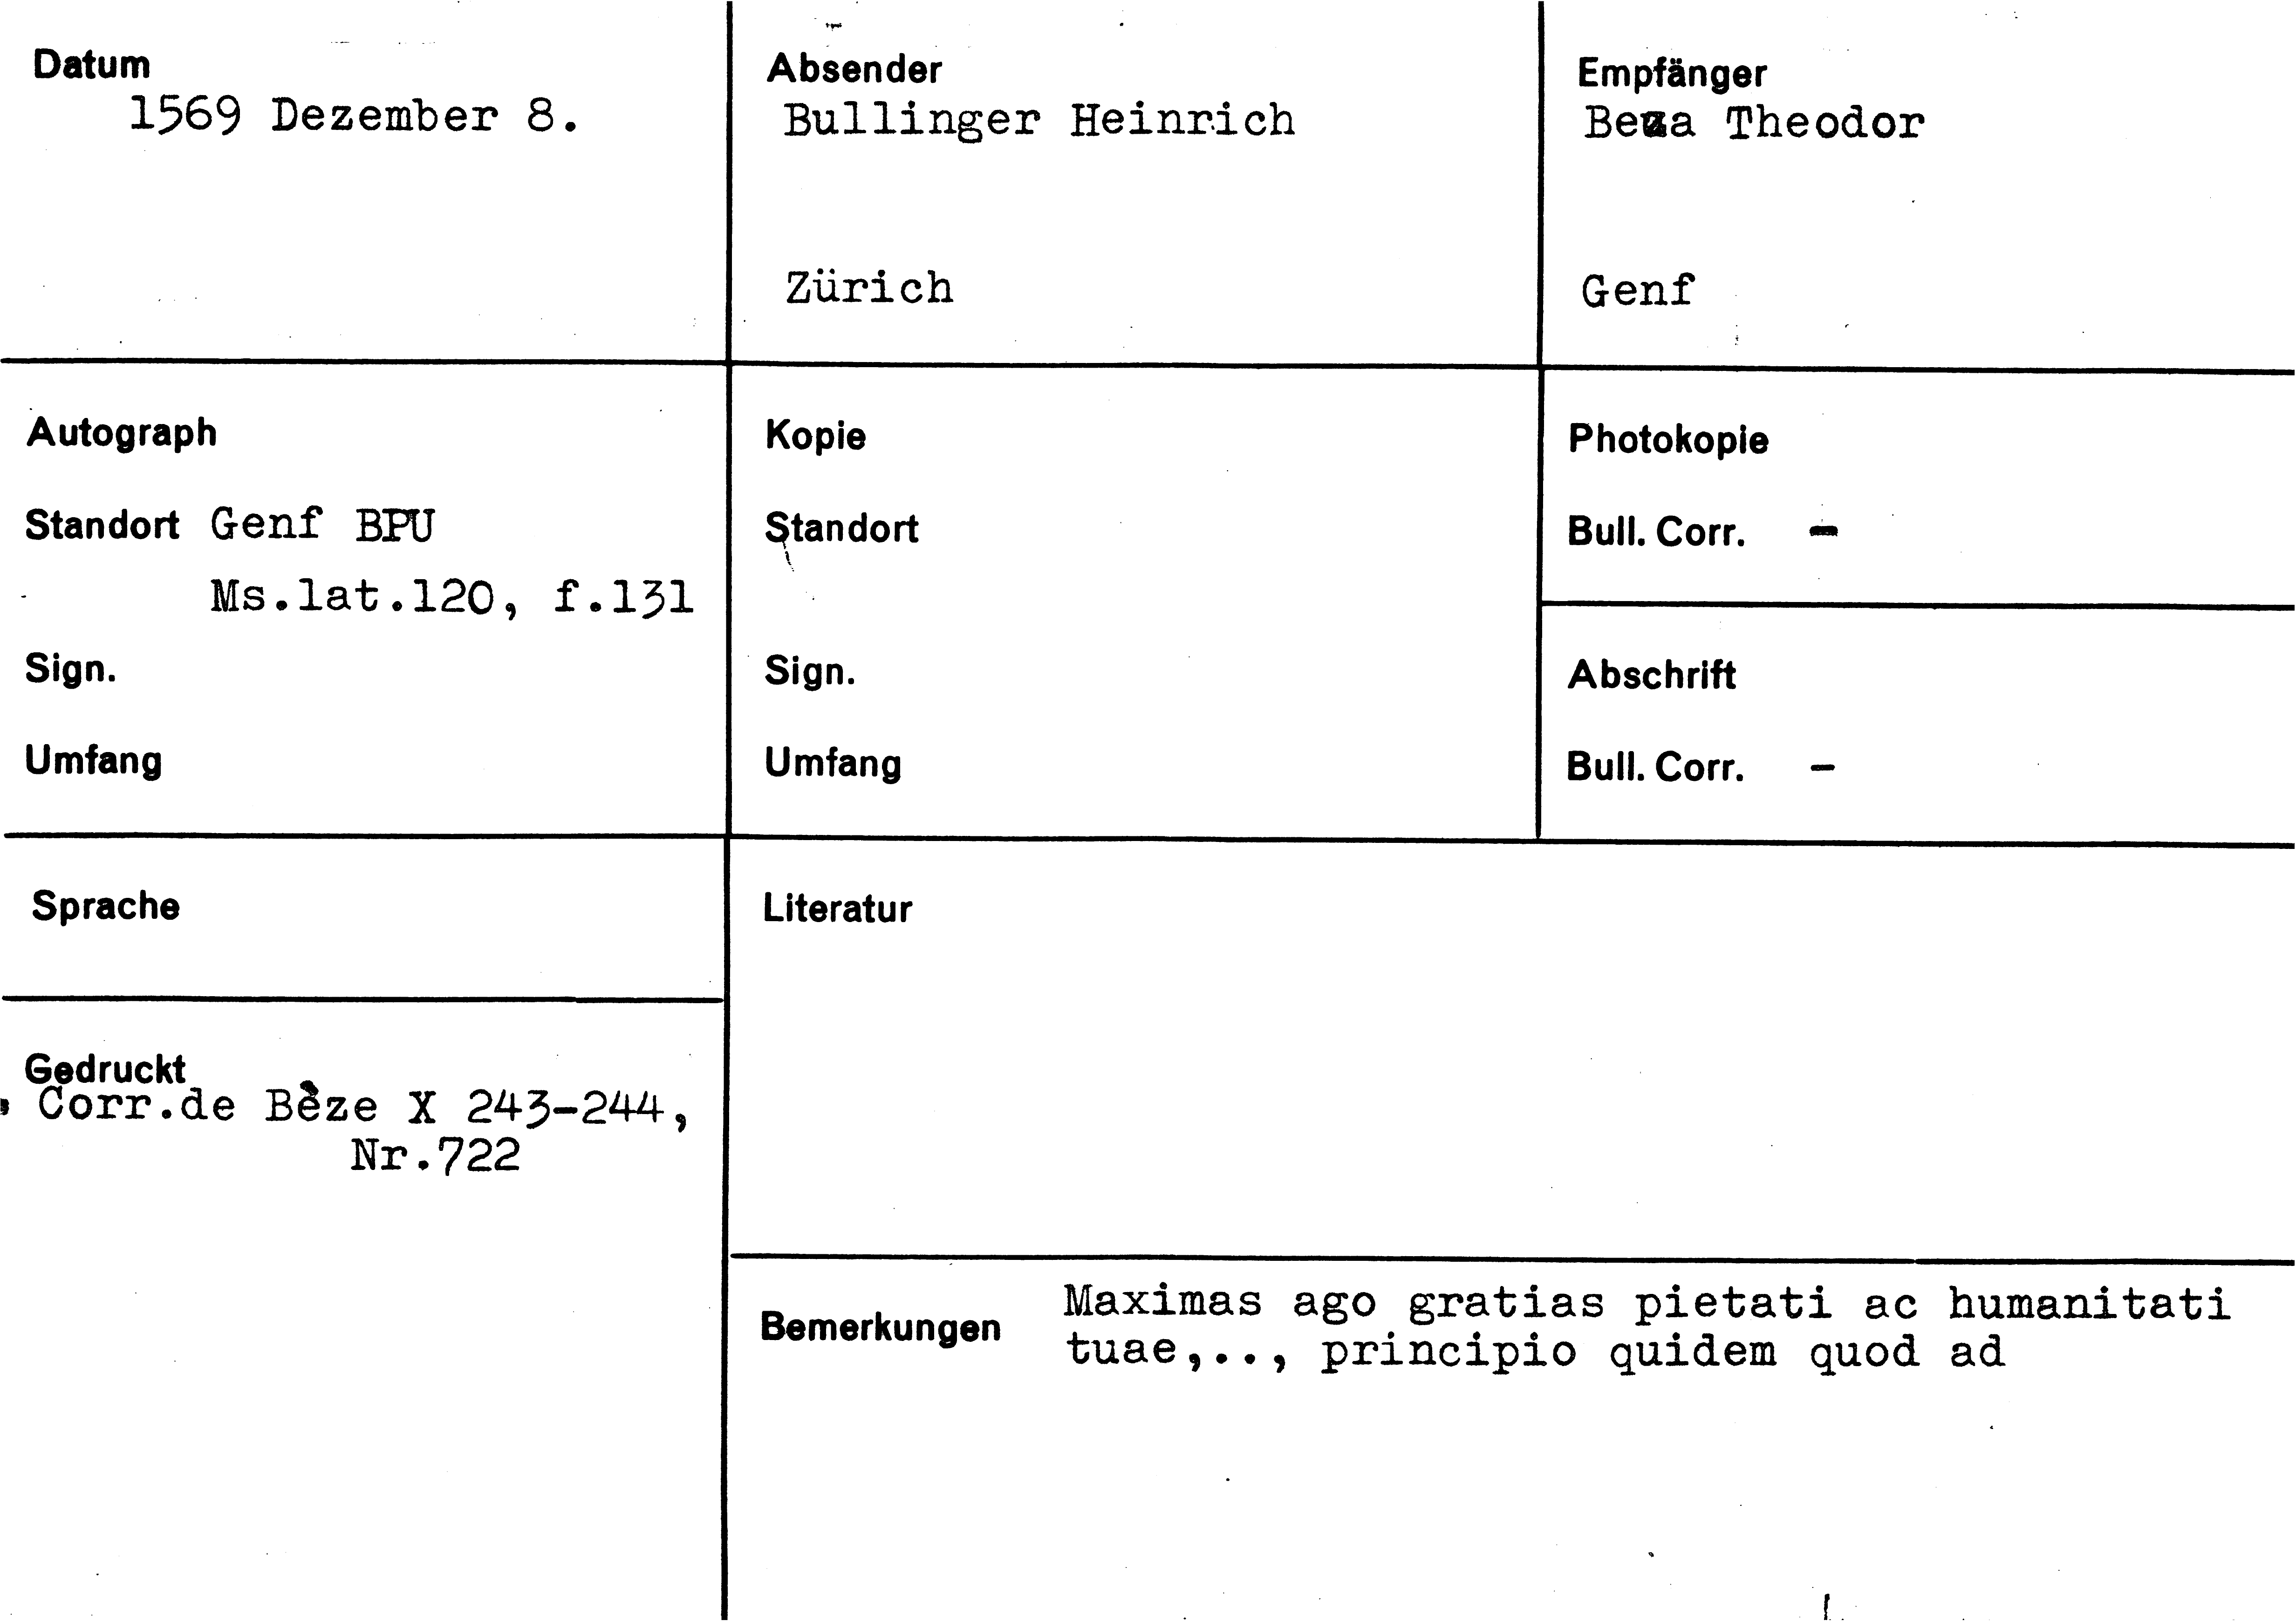 Datum
1569 Dezember 8.
Absender
Bullinger Heinrich
Zürich
Empfänger
Beza Theodor
Genf
Autograph
Standort Genf BPU
Ms.lat.120, f.131
Sign.
Umfang
Kopie
Standort
Sign.
Umfang
Photokopie
Bull. Corr. -
Abschrift
Bull. Corr. -
Sprache
Gedruckt
Corr.de Bèze X 243-244,
Nr.722
Literatur
Bemerkungen
Maximas ago gratias pietati ac humanitati
tuae,.., principio quidem quod ad